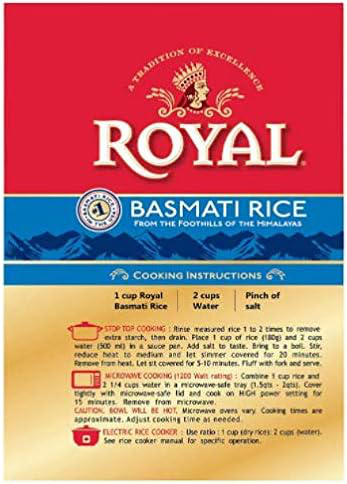 A TRADITION OF EXCELLENCE
ROYAL
BASMATI RICE
BASMATI RICE
#1
FROM THE FOOTHILLS OF THE HIMALAYAS
COOKING INSTRUCTIONS
1 cup Royal Basmati Rice
2 cups Water
Pinch of salt
STOP TOP COOKING : Rinse measured rice 1 to 2 times to remove
extra starch, then drain. Place 1 cup of rice (180g) and 2 cups
water (500 ml) in a sauce pan. Add salt to taste. Bring to a boil. Stir,
reduce heat to medium and let simmer covered for 20 minutes.
Remove from heat. Let sit covered for 5-10 minutes. Fluff with fork and serve.
MICROWAVE COOKING (1200 Watt rating) : Combine 1 cup rice and
2 1/4 cups water in a microwave-safe tray (1.5qts - 2qts). Cover
tightly with microwave-safe lid and cook on HIGH power setting for
15 minutes. Remove from microwave.
CAUTION, BOWL WILL BE HOT, Microwave ovens vary. Cooking times are
approximate. Adjust cooking time as needed.
ELECTRIC RICE COOKER : Use ratio : 1 cup (dry rice): 2 cups (water).
See rice cooker manual for specific operation.